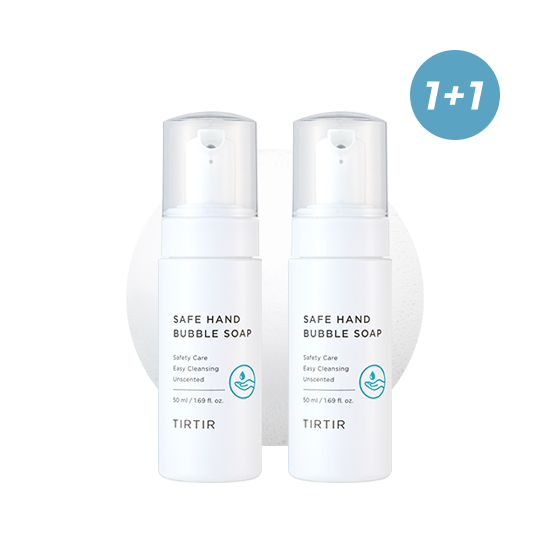 1+1
SAFE HAND
BUBBLE SOAP
Safety Care
Easy Cleansing
Unscented
50 ml / 1.69 fl. oz.
TIRTIR
SAFE HAND
BUBBLE SOAP
Safety Care
Easy Cleansing
Unscented
50 ml / 1.69 fl. oz.
TIRTIR